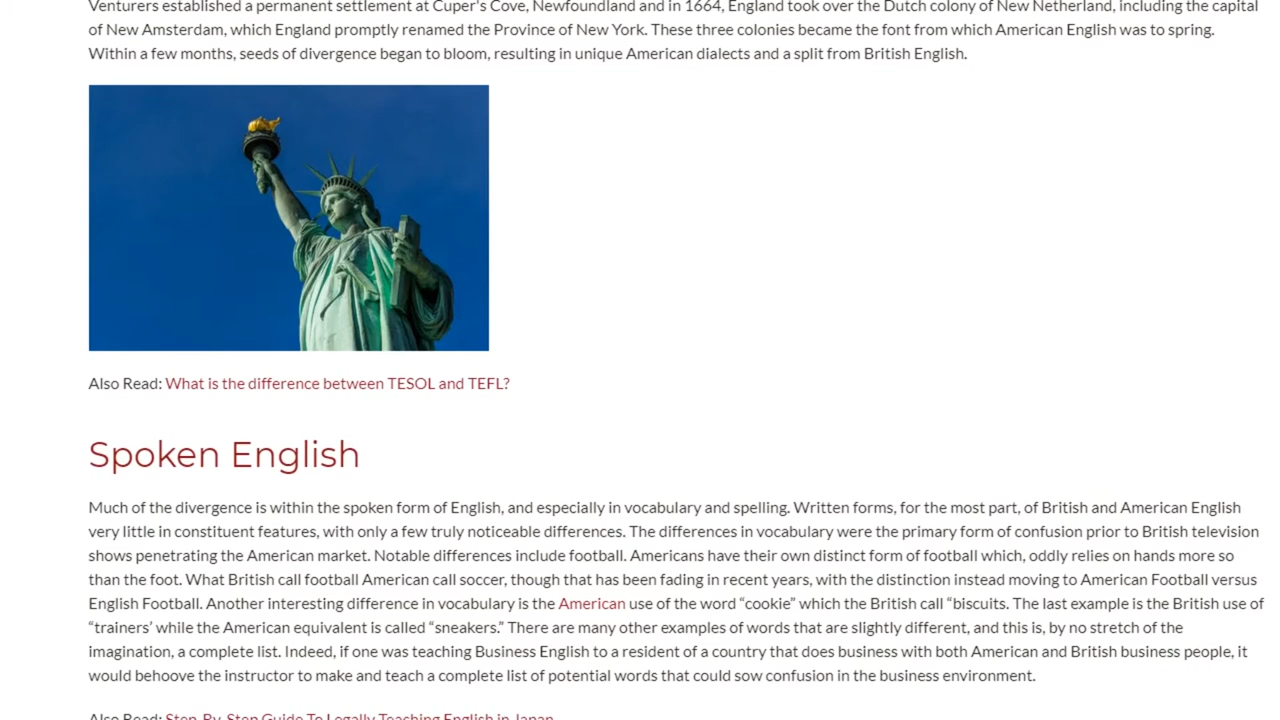 Venturers established a permanent settlement at Cuper's Cove, Newfoundland and in 1664, England took over the Dutch colony of New Netherland, including the capital
of New Amsterdam, which England promptly renamed the Province of New York. These three colonies became the font from which American English was to spring.
Within a few months, seeds of divergence began to bloom, resulting in unique American dialects and a split from British English.
Also Read: What is the difference between TESOL and TEFL?
Spoken English
Much of the divergence is within the spoken form of English, and especially in vocabulary and spelling. Written forms, for the most part, of British and American English
very little in constituent features, with only a few truly noticeable differences. The differences in vocabulary were the primary form of confusion prior to British television
shows penetrating the American market. Notable differences include football. Americans have their own distinct form of football which, oddly relies on hands more so
than the foot. What British call football American call soccer, though that has been fading in recent years, with the distinction instead moving to American Football versus
English Football. Another interesting difference in vocabulary is the American use of the word “cookie” which the British call “biscuits. The last example is the British use of
“trainers’ while the American equivalent is called “sneakers.” There are many other examples of words that are slightly different, and this is, by no stretch of the
imagination, a complete list. Indeed, if one was teaching Business English to a resident of a country that does business with both American and British business people, it
would behoove the instructor to make and teach a complete list of potential words that could sow confusion in the business environment.
Also Read: Step-By-Step Guide To Legally Teaching English in Japan